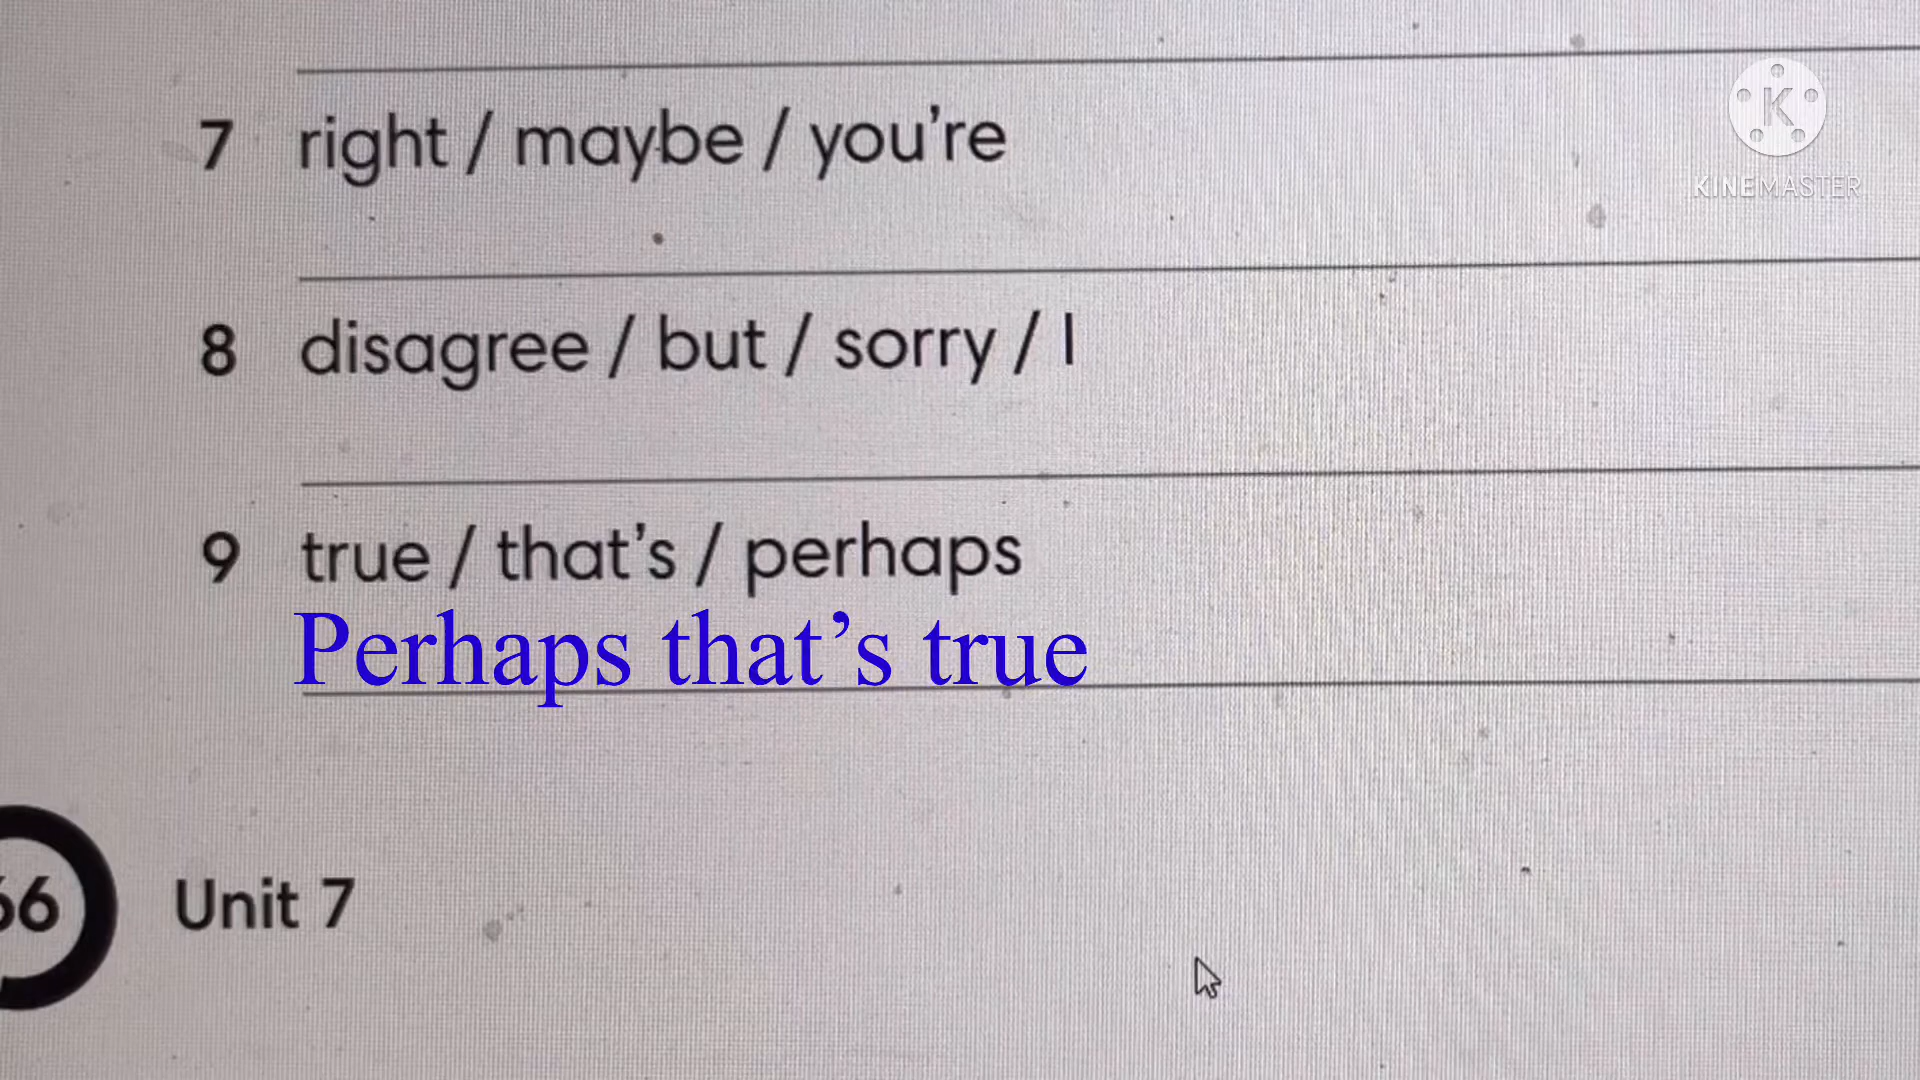 7 right / maybe / you're
KINEMASTER
8 disagree / but / sorry / I
9 true / that's / perhaps
Perhaps that's true
66 Unit 7